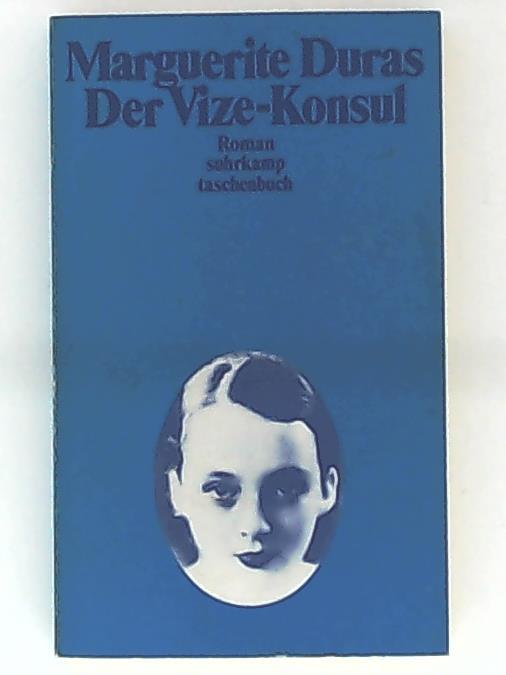 Marguerite Duras
Der Vize-Konsul
Roman
suhrkamp
taschenbuch